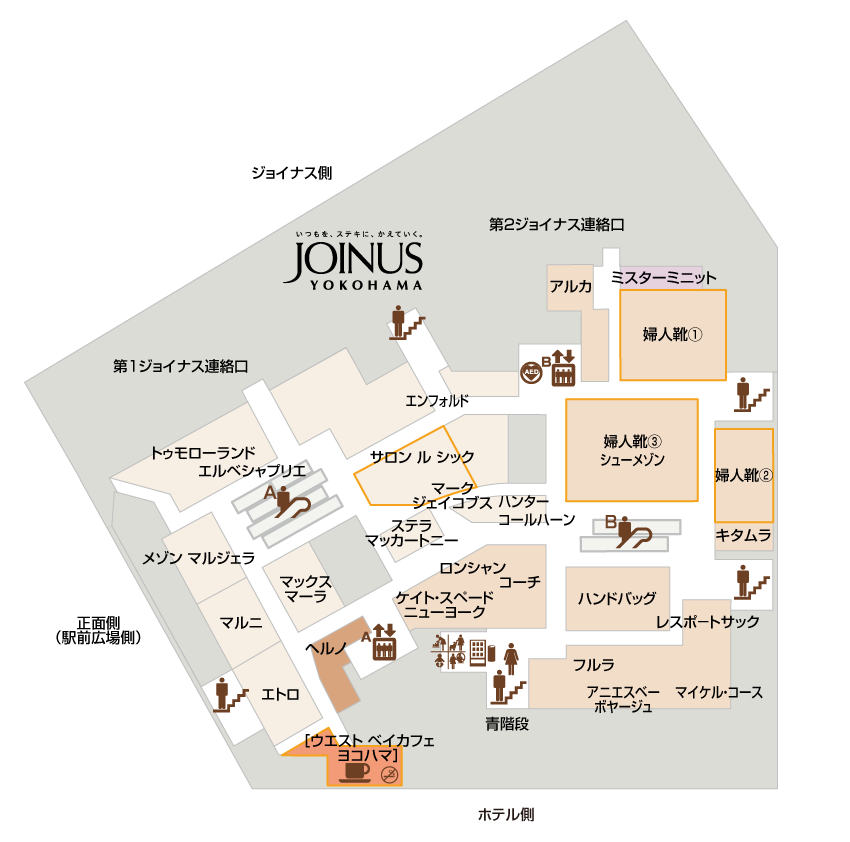 ジョイナス側
第2ジョイナス連絡口
いつもを、ステキに、かえていく。
JOINUS
YOKOHAMA
ミスターミニット
アルカ
婦人靴①
第1ジョイナス連絡口
B
AED
エンフォルド
トゥモローランド
エルベシャプリエ
サロン ル シック
婦人靴③
シューメゾン
婦人靴②
A
マーク
ジェイコブス
ハンター
コールハーン
ステラ
マッカートニー
B
キタムラ
メゾン マルジェラ
マックス
マーラ
ロンシャン
コーチ
ケイト・スペード
ニューヨーク
ハンドバッグ
レスポートサック
正面側
（駅前広場側）
マルニ
ヘルノ
A
エトロ
フルラ
アニエスベー
ボヤージュ
マイケル・コース
青階段
[ウエスト ベイカフェ
ヨコハマ]
ホテル側